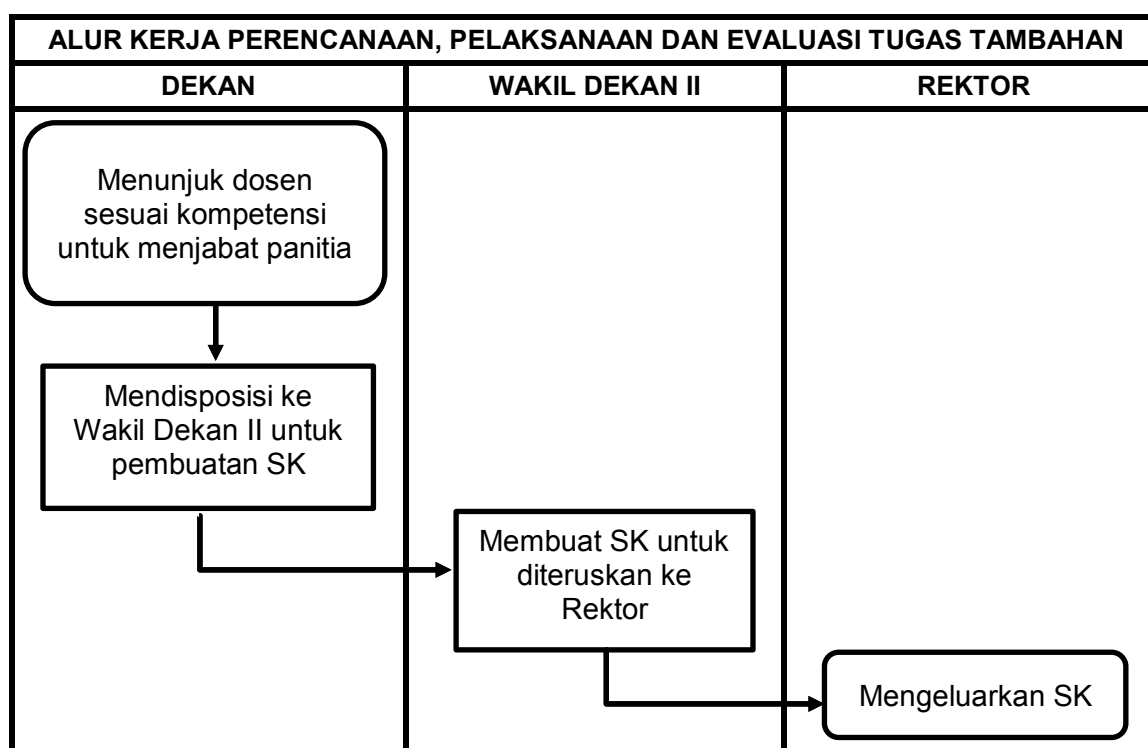 ALUR KERJA PERENCANAAN, PELAKSANAAN DAN EVALUASI TUGAS TAMBAHAN
DEKAN
WAKIL DEKAN II
REKTOR
Menunjuk dosen
sesuai kompetensi
untuk menjabat panitia
Mendisposisi ke
Wakil Dekan II untuk
pembuatan SK
Membuat SK untuk
diteruskan ke
Rektor
Mengeluarkan SK